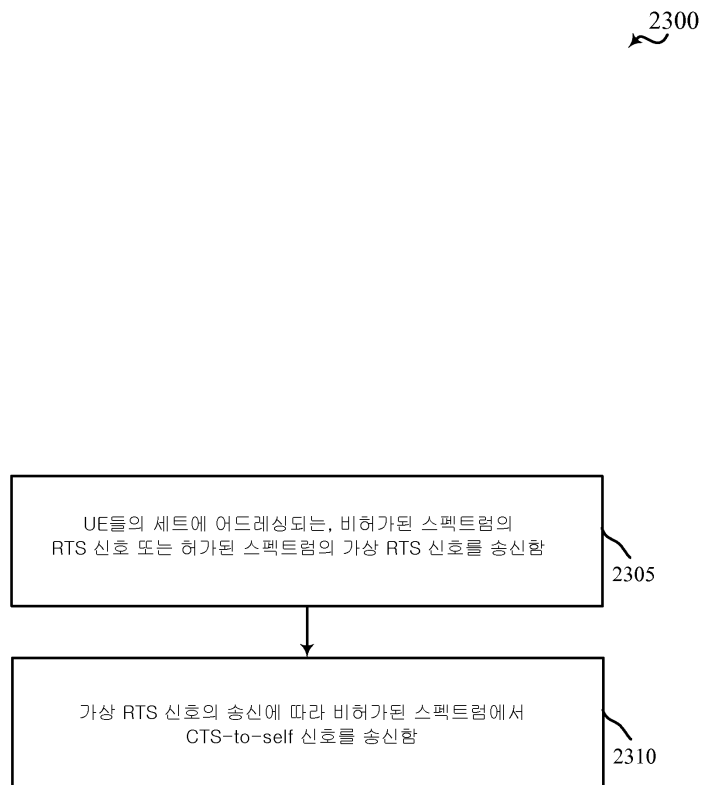 2300
UE들의 세트에 어드레싱되는, 비허가된 스펙트럼의
RTS 신호 또는 허가된 스펙트럼의 가상 RTS 신호를 송신함
2305
가상 RTS 신호의 송신에 따라 비허가된 스펙트럼에서
CTS-to-self 신호를 송신함
2310